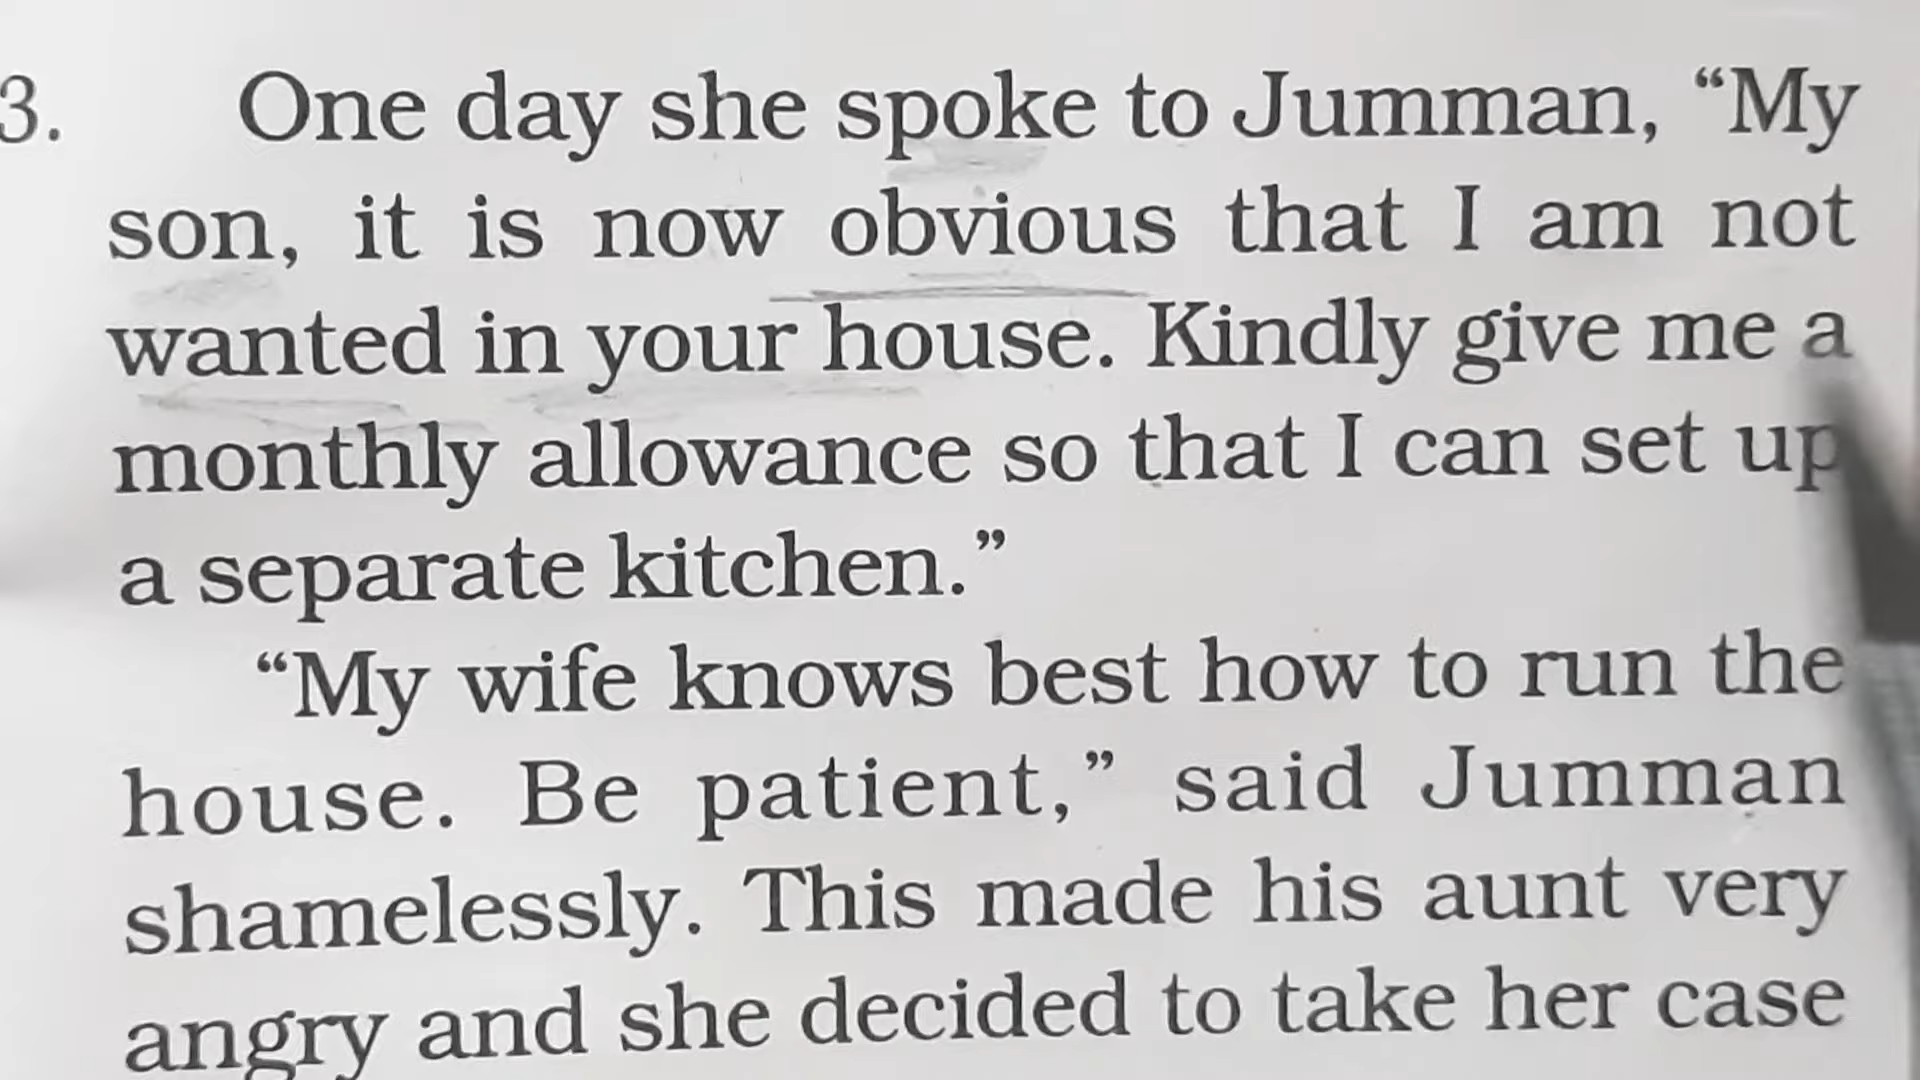 3. One day she spoke to Jumman, “My
son, it is now obvious that I am not
wanted in your house. Kindly give me a
monthly allowance so that I can set up
a separate kitchen.”
“My wife knows best how to run the
house. Be patient,” said Jumman
shamelessly. This made his aunt very
angry and she decided to take her case